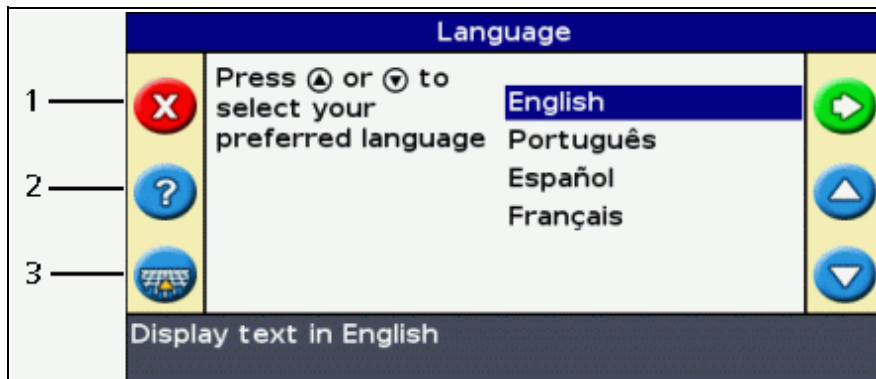 Language
Press ▲ or ▼ to
select your
preferred language
English
Português
Español
Français
1
X
2
?
3
Display text in English